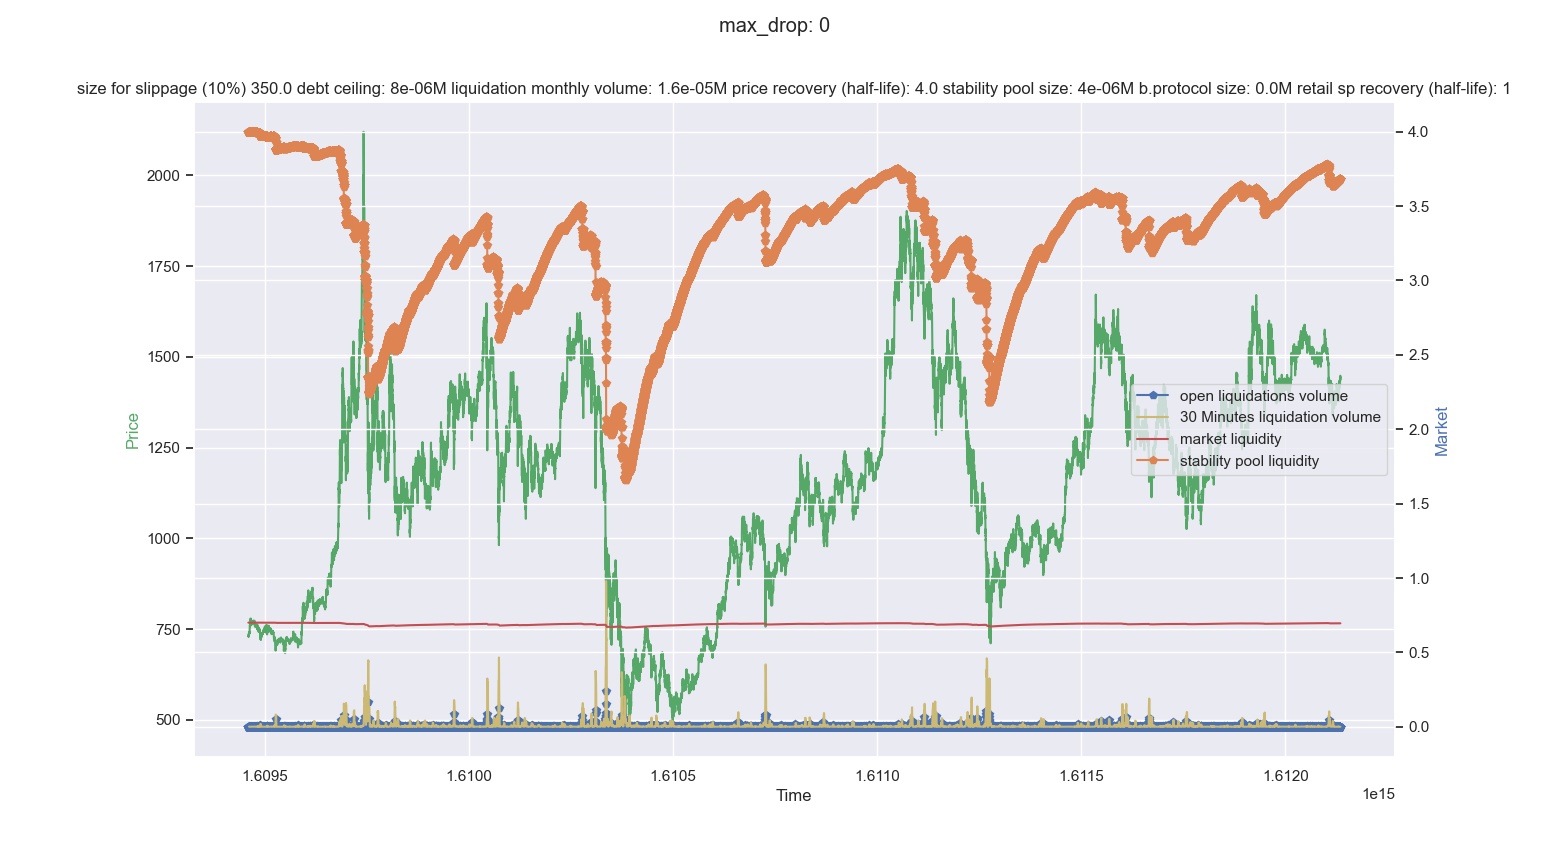 max_drop: 0
size for slippage (10%) 350.0 debt ceiling: 8e-06M liquidation monthly volume: 1.6e-05M price recovery (half-life): 4.0 stability pool size: 4e-06M b.protocol size: 0.0M retail sp recovery (half-life): 1
2000
1750
1500
1250
1000
750
500
Price
4.0
3.5
3.0
2.5
2.0
1.5
1.0
0.5
0.0
Market
open liquidations volume
30 Minutes liquidation volume
market liquidity
stability pool liquidity
1.6095
1.6100
1.6105
1.6110
1.6115
1.6120
1e15
Time